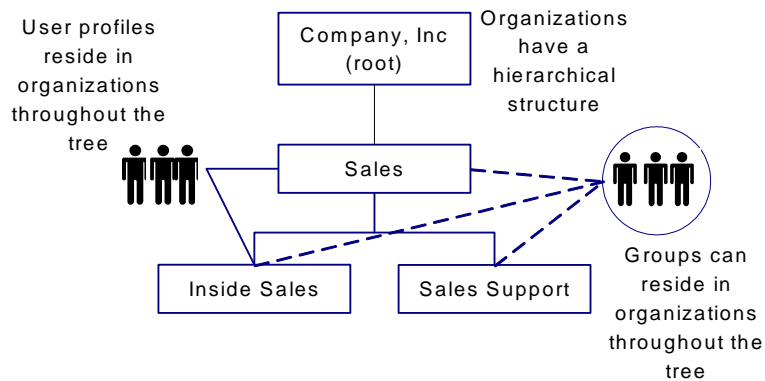 User profiles
reside in
organizations
throughout the
tree
Company, Inc
(root)
Organizations
have a
hierarchical
structure
Sales
Inside Sales
Sales Support
Groups can
reside in
organizations
throughout the
tree